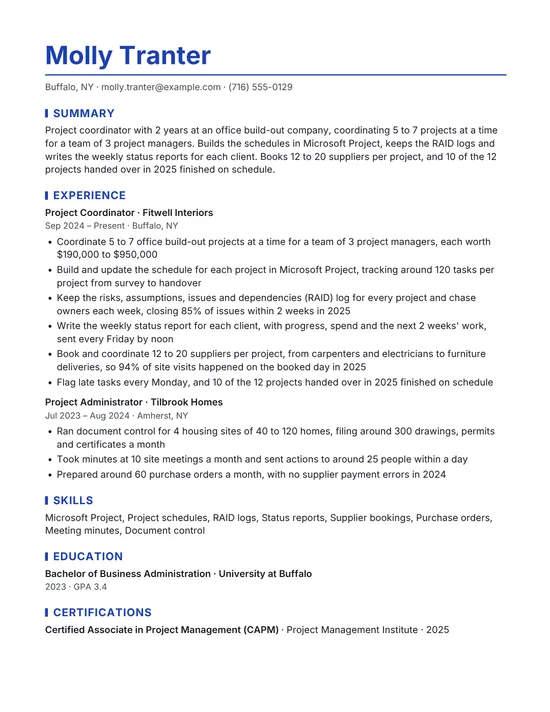 Molly Tranter
Buffalo, NY · molly.tranter@example.com · (716) 555-0129
SUMMARY
Project coordinator with 2 years at an office build-out company, coordinating 5 to 7 projects at a time
for a team of 3 project managers. Builds the schedules in Microsoft Project, keeps the RAID logs and
writes the weekly status reports for each client. Books 12 to 20 suppliers per project, and 10 of the 12
projects handed over in 2025 finished on schedule.
EXPERIENCE
Project Coordinator · Fitwell Interiors
Sep 2024 – Present · Buffalo, NY
• Coordinate 5 to 7 office build-out projects at a time for a team of 3 project managers, each worth
$190,000 to $950,000
• Build and update the schedule for each project in Microsoft Project, tracking around 120 tasks per
project from survey to handover
• Keep the risks, assumptions, issues and dependencies (RAID) log for every project and chase
owners each week, closing 85% of issues within 2 weeks in 2025
• Write the weekly status report for each client, with progress, spend and the next 2 weeks' work,
sent every Friday by noon
• Book and coordinate 12 to 20 suppliers per project, from carpenters and electricians to furniture
deliveries, so 94% of site visits happened on the booked day in 2025
• Flag late tasks every Monday, and 10 of the 12 projects handed over in 2025 finished on schedule
Project Administrator · Tilbrook Homes
Jul 2023 – Aug 2024 · Amherst, NY
• Ran document control for 4 housing sites of 40 to 120 homes, filing around 300 drawings, permits
and certificates a month
• Took minutes at 10 site meetings a month and sent actions to around 25 people within a day
• Prepared around 60 purchase orders a month, with no supplier payment errors in 2024
SKILLS
Microsoft Project, Project schedules, RAID logs, Status reports, Supplier bookings, Purchase orders,
Meeting minutes, Document control
EDUCATION
Bachelor of Business Administration · University at Buffalo
2023 · GPA 3.4
CERTIFICATIONS
Certified Associate in Project Management (CAPM) · Project Management Institute · 2025